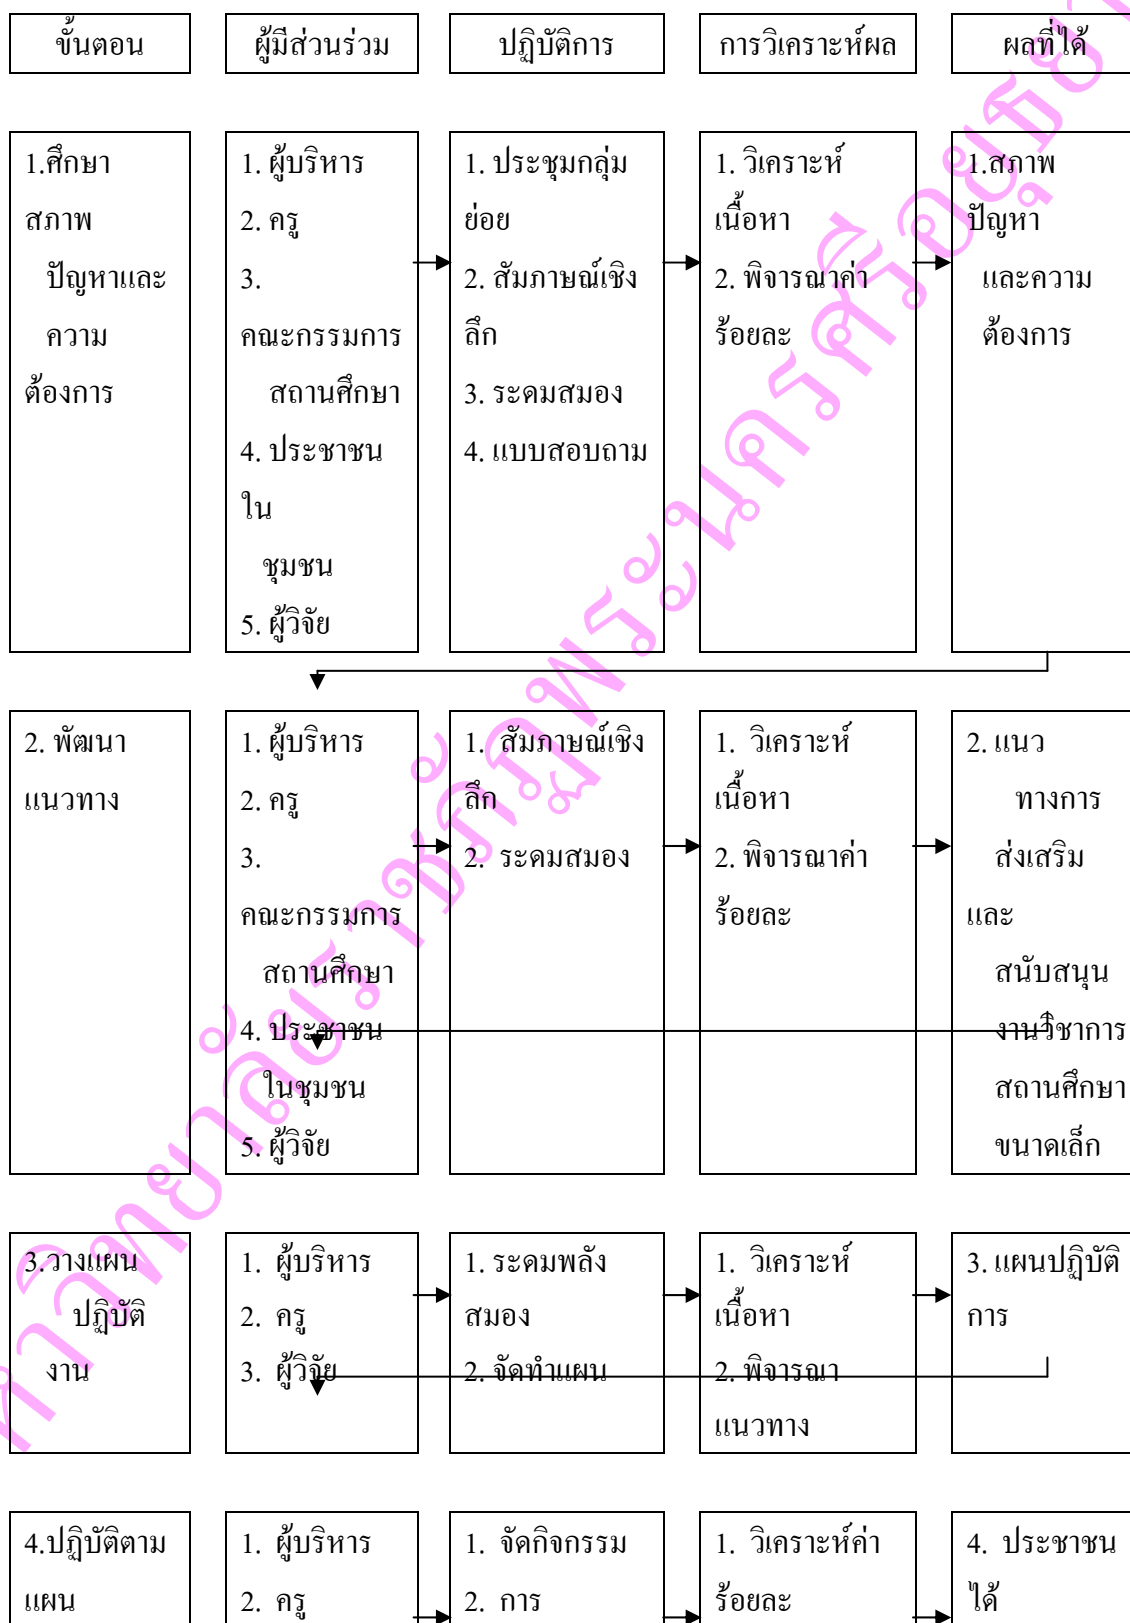 ขั้นตอน
ผู้มีส่วนร่วม
ปฏิบัติการ
การวิเคราะห์ผล
ผลที่ได้
1.ศึกษา
สภาพ
ปัญหาและ
ความ
ต้องการ
1. ผู้บริหาร
2. ครู
3.
คณะกรรมการ
สถานศึกษา
4. ประชาชน
ใน
ชุมชน
5. ผู้วิจัย
1. ประชุมกลุ่ม
ย่อย
2. สัมภาษณ์เชิง
ลึก
3. ระดมสมอง
4. แบบสอบถาม
1. วิเคราะห์
เนื้อหา
2. พิจารณาค่า
ร้อยละ
1.สภาพ
ปัญหา
และความ
ต้องการ
2. พัฒนา
แนวทาง
1. ผู้บริหาร
2. ครู
3.
คณะกรรมการ
สถานศึกษา
4. ประชาชน
ในชุมชน
5. ผู้วิจัย
1. สัมภาษณ์เชิง
ลึก
2. ระดมสมอง
1. วิเคราะห์
เนื้อหา
2. พิจารณาค่า
ร้อยละ
2. แนว
ทางการ
ส่งเสริม
และ
สนับสนุน
งานวิชาการ
สถานศึกษา
ขนาดเล็ก
3.วางแผน
ปฏิบัติ
งาน
1. ผู้บริหาร
2. ครู
3. ผู้วิจัย
1. ระดมพลัง
สมอง
2. จัดทำแผน
1. วิเคราะห์
เนื้อหา
2. พิจารณา
แนวทาง
3. แผนปฏิบัติ
การ
4.ปฏิบัติตาม
แผน
1. ผู้บริหาร
2. ครู
1. จัดกิจกรรม
2. การ
1. วิเคราะห์ค่า
ร้อยละ
4. ประชาชน
ได้